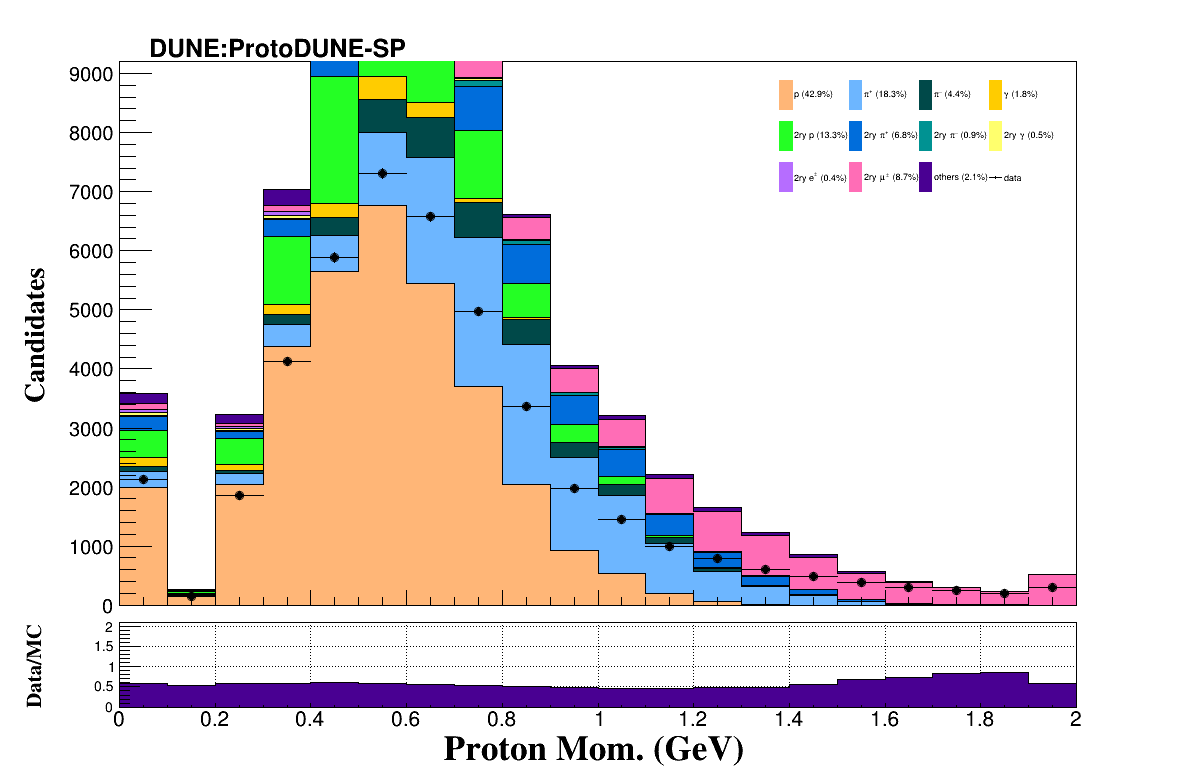 DUNE:ProtoDUNE-SP
9000
8000
7000
6000
5000
4000
3000
2000
1000
0
Candidates
p (42.9%) π⁺ (18.3%) π⁻ (4.4%) γ (1.8%)
2ry p (13.3%) 2ry π⁺ (6.8%) 2ry π⁻ (0.9%) 2ry γ (0.5%)
2ry e± (0.4%) 2ry μ± (8.7%) others (2.1%) data
2
1.5
1
0.5
0
Data/MC
0 0.2 0.4 0.6 0.8 1 1.2 1.4 1.6 1.8 2
Proton Mom. (GeV)